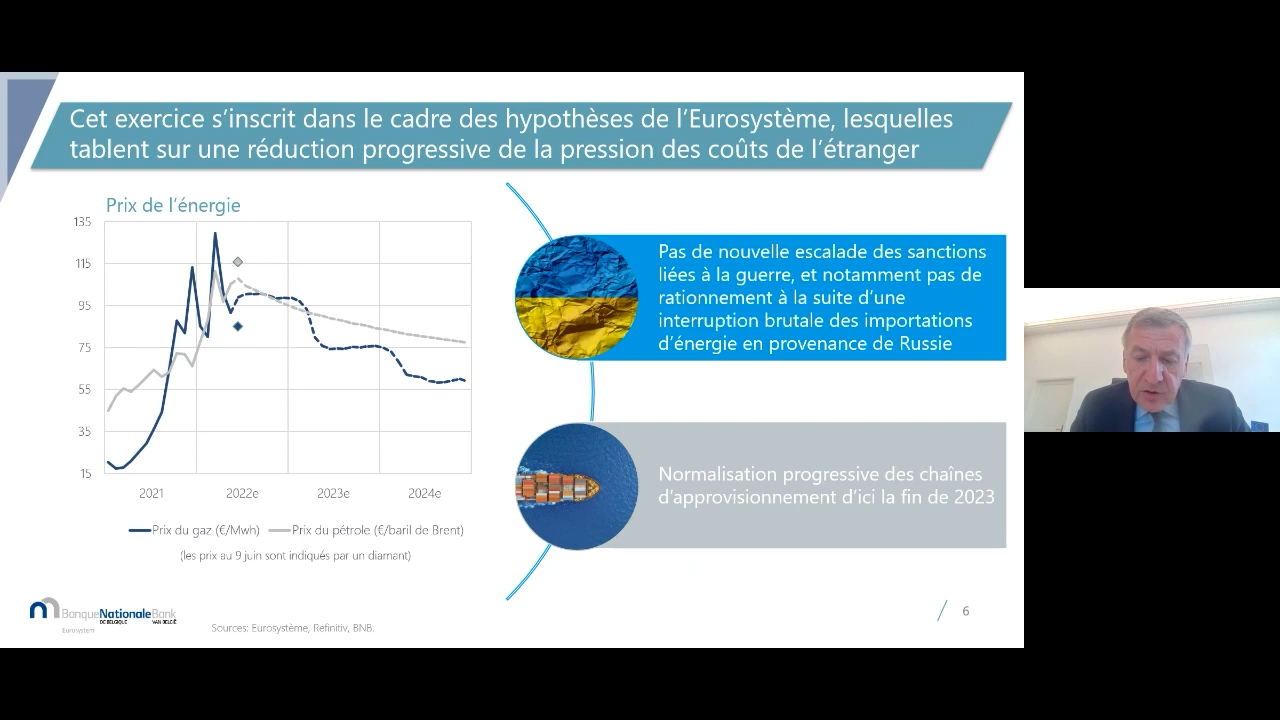 Cet exercice s’inscrit dans le cadre des hypothèses de l’Eurosystème, lesquelles
tablent sur une réduction progressive de la pression des coûts de l’étranger
Prix de l’énergie
135
115
95
75
55
35
15
2021
2022e
2023e
2024e
Prix du gaz (€/Mwh)
Prix du pétrole (€/baril de Brent)
(les prix au 9 juin sont indiqués par un diamant)
Pas de nouvelle escalade des sanctions
liées à la guerre, et notamment pas de
rationnement à la suite d’une
interruption brutale des importations
d’énergie en provenance de Russie
Normalisation progressive des chaînes
d’approvisionnement d’ici la fin de 2023
BanqueNationaleBank
DE BELGIQUE VAN BELGIË
Eurosystem
Sources: Eurosystème, Refinitiv, BNB.
6